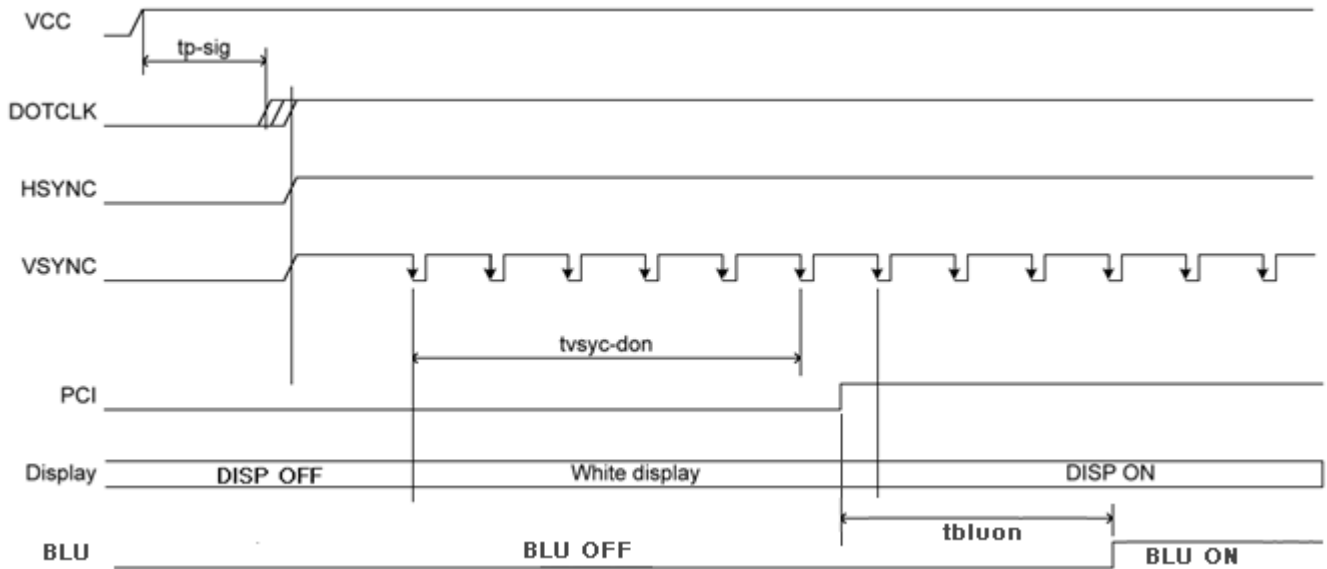 VCC
tp-sig
DOTCLK
HSYNC
VSYNC
tvsyc-don
PCI
Display DISP OFF White display DISP ON
tbluon
BLU BLU OFF BLU ON